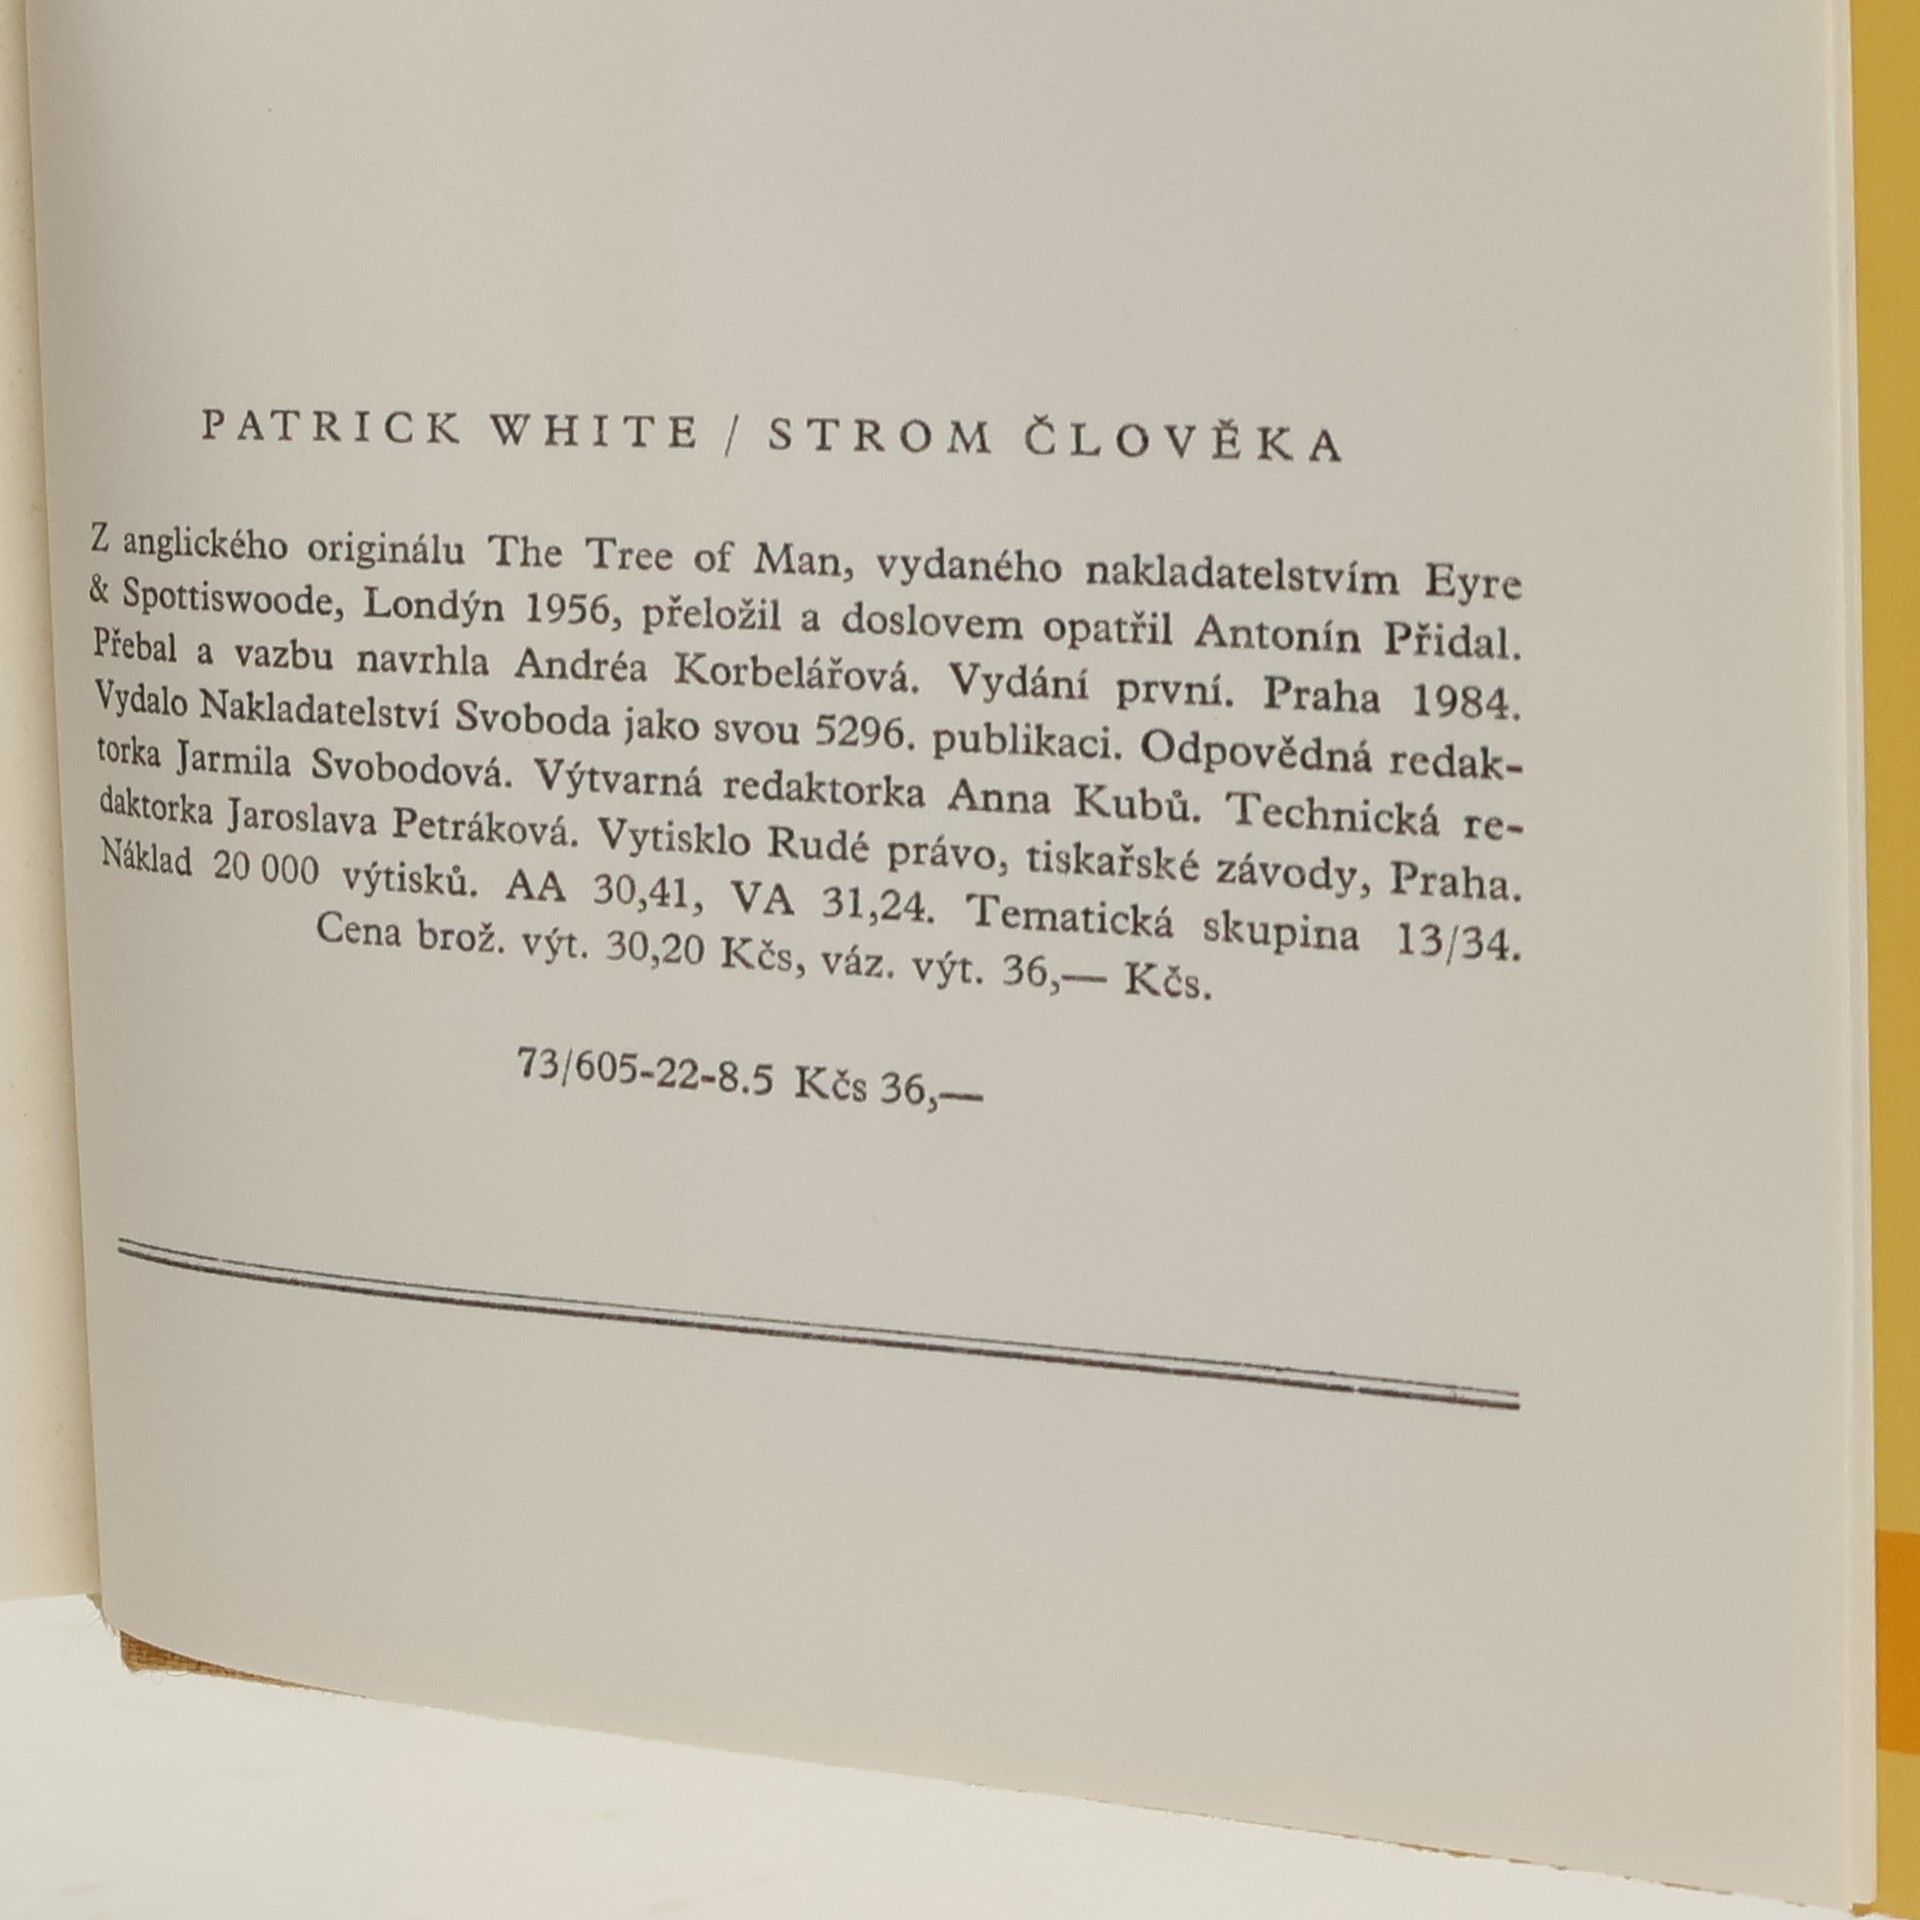 PATRICK WHITE / STROM ČLOVĚKA
Z anglického originálu The Tree of Man, vydaného nakladatelstvím Eyre
& Spottiswoode, Londýn 1956, přeložil a doslovem opatřil Antonín Přidal.
Přebal a vazbu navrhla Andréa Korbelářová. Vydání první. Praha 1984.
Vydalo Nakladatelství Svoboda jako svou 5296. publikaci. Odpovědná redak-
torka Jarmila Svobodová. Výtvarná redaktorka Anna Kubů. Technická re-
daktorka Jaroslava Petráková. Vytisklo Rudé právo, tiskařské závody, Praha.
Náklad 20 000 výtisků. AA 30,41, VA 31,24. Tematická skupina 13/34.
Cena brož. výt. 30,20 Kčs, váz. výt. 36,— Kčs.
73/605-22-8.5 Kčs 36,—